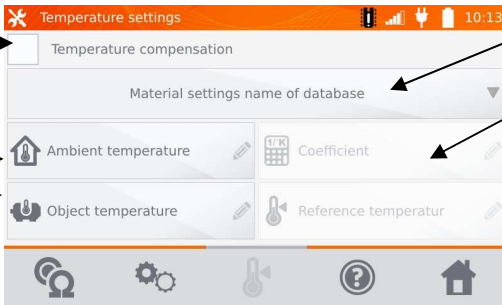 Temperature settings 10:13
Temperature compensation
Material settings name of database
Ambient temperature
1/°K
Coefficient
Object temperature
Reference temperatur
Ω
?